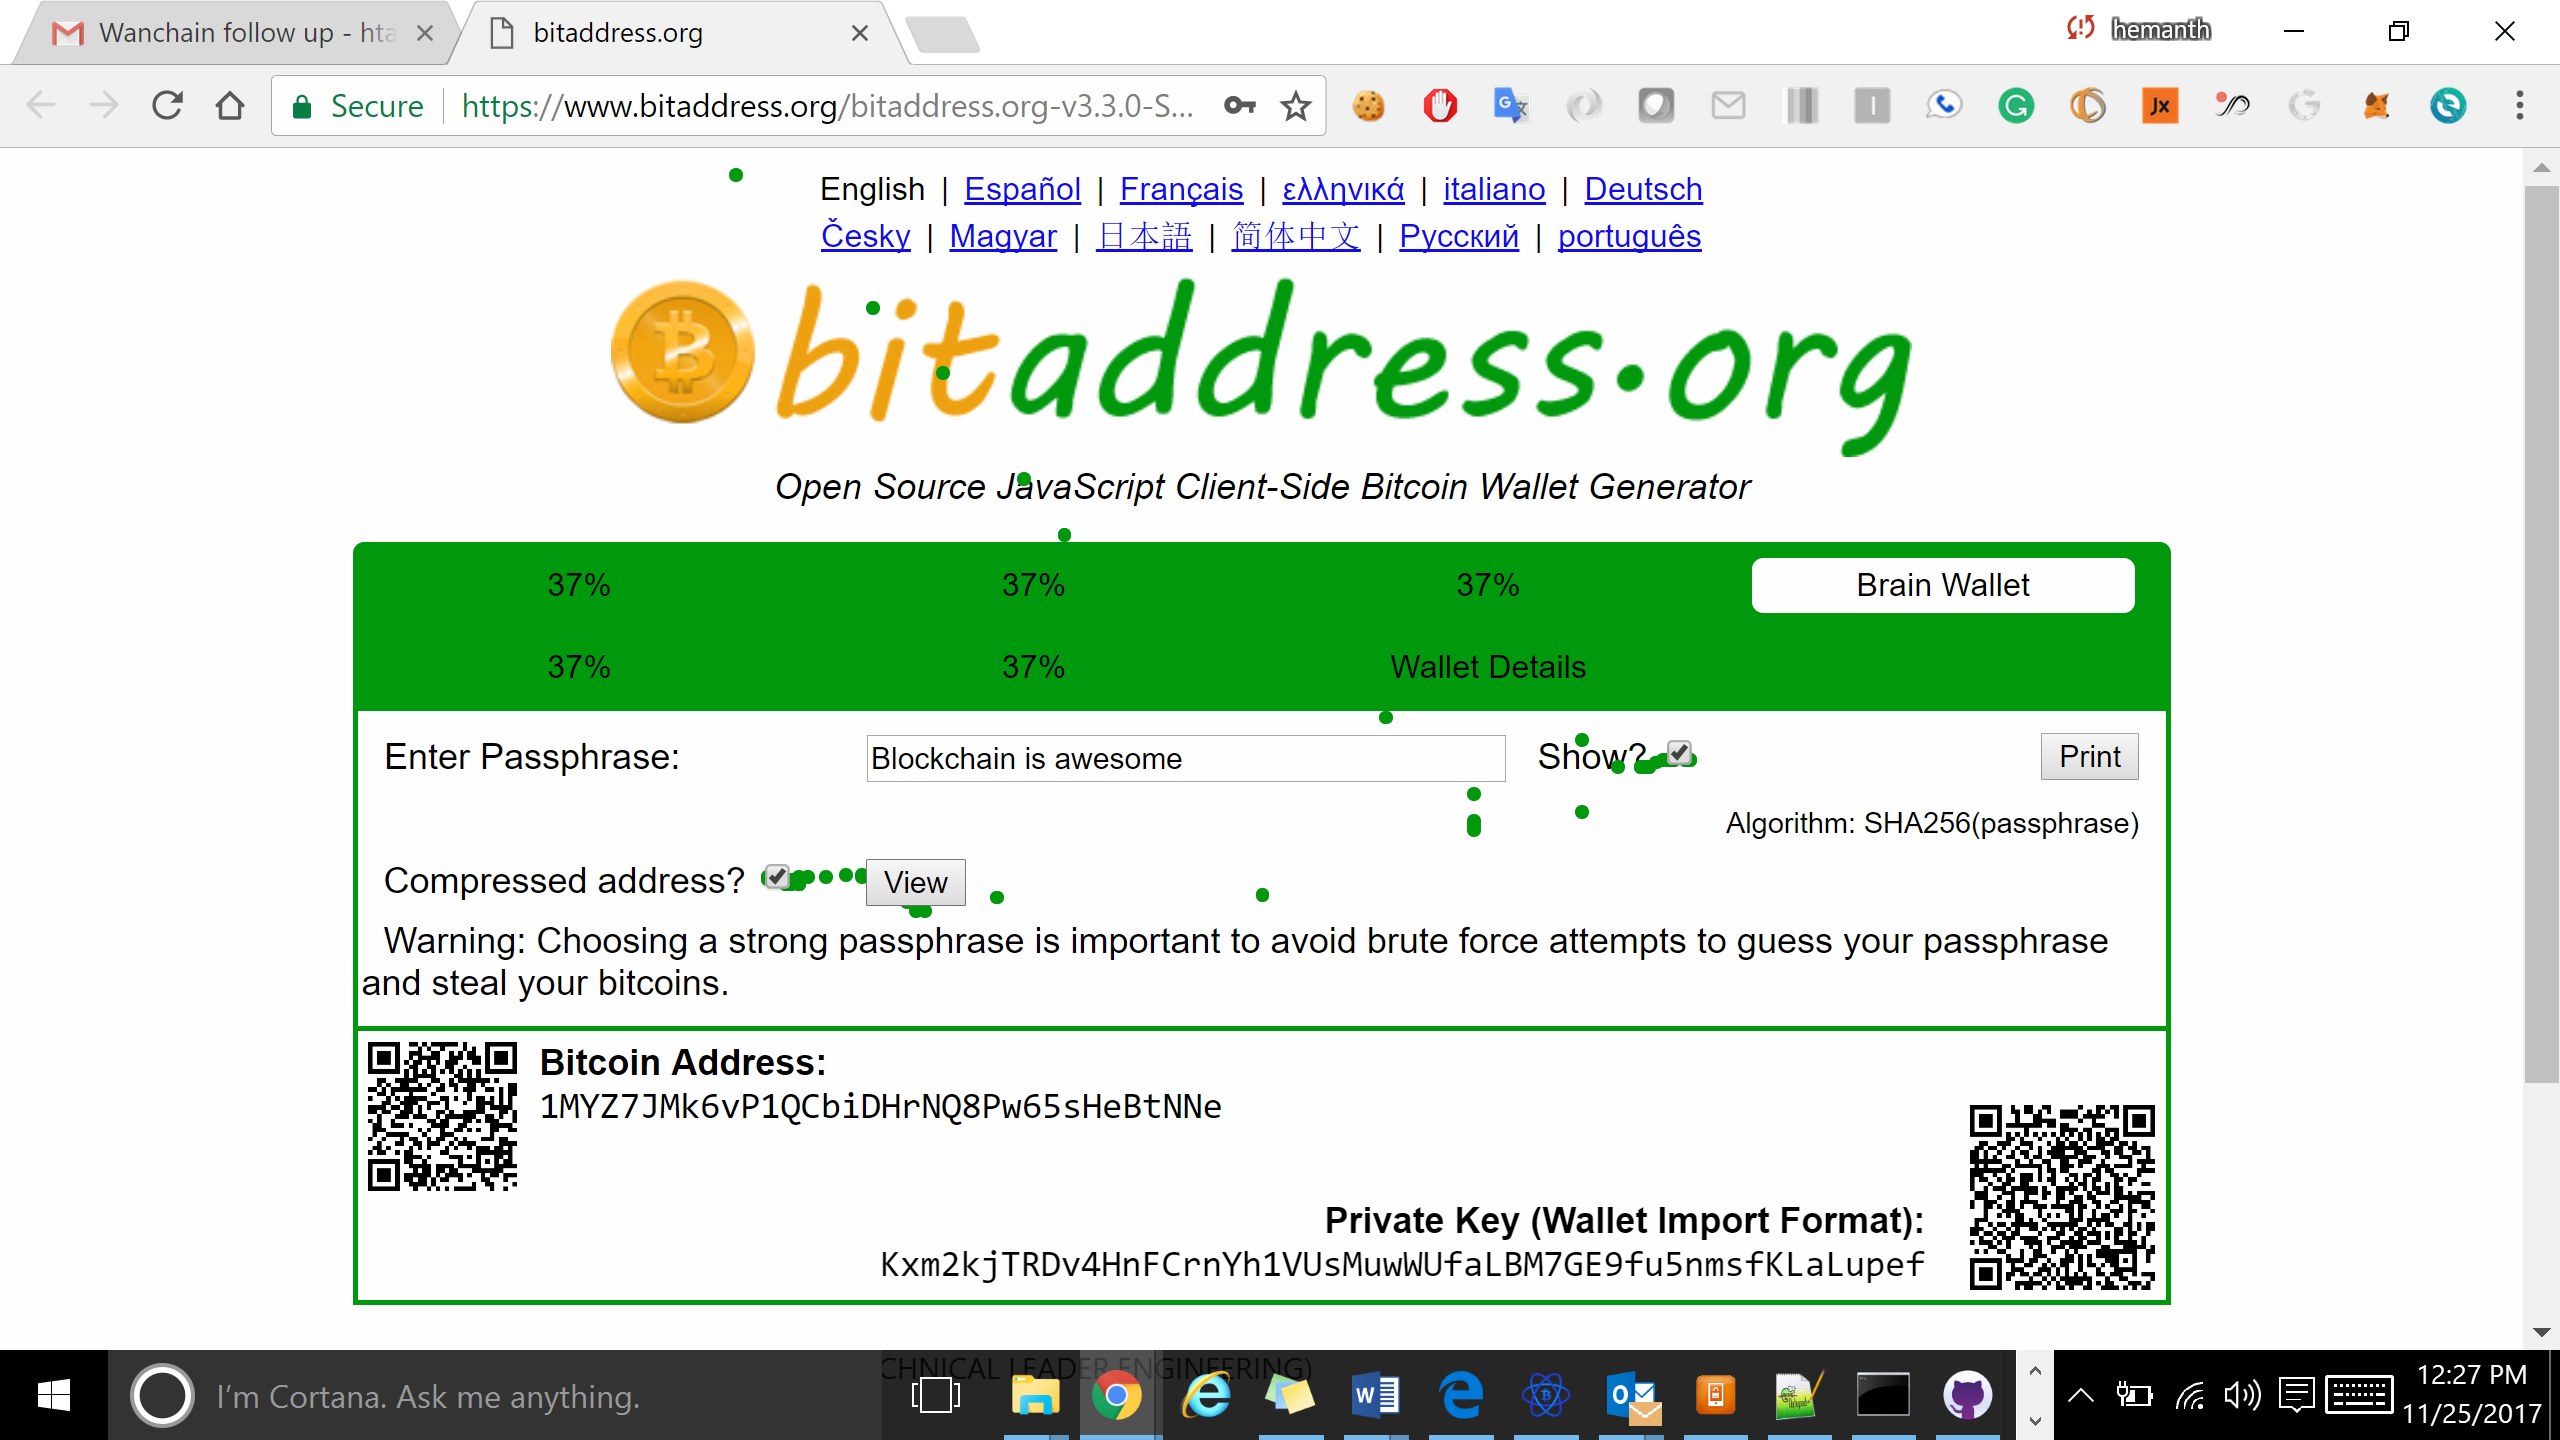 Wanchain follow up - hta
bitaddress.org
hemanth
Secure
https://www.bitaddress.org/bitaddress.org-v3.3.0-S...
English | Español | Français | ελληνικά | italiano | Deutsch
Česky | Magyar | 日本語 | 简体中文 | Русский | português
bitaddress.org
Open Source JavaScript Client-Side Bitcoin Wallet Generator
37% 37% 37% Brain Wallet
37% 37% Wallet Details
Enter Passphrase: Blockchain is awesome Show? Print
Algorithm: SHA256(passphrase)
Compressed address? View
Warning: Choosing a strong passphrase is important to avoid brute force attempts to guess your passphrase
and steal your bitcoins.
Bitcoin Address:
1MYZ7JMk6vP1QCbiDHrNQ8Pw65sHeBtNNe
Private Key (Wallet Import Format):
Kxm2kjTRDv4HnFCrnYh1VUsMuwWUfaLBM7GE9fu5nmsfKLaLupef
CHNICAL LEADER ENGINEERING)
I'm Cortana. Ask me anything.
12:27 PM
11/25/2017